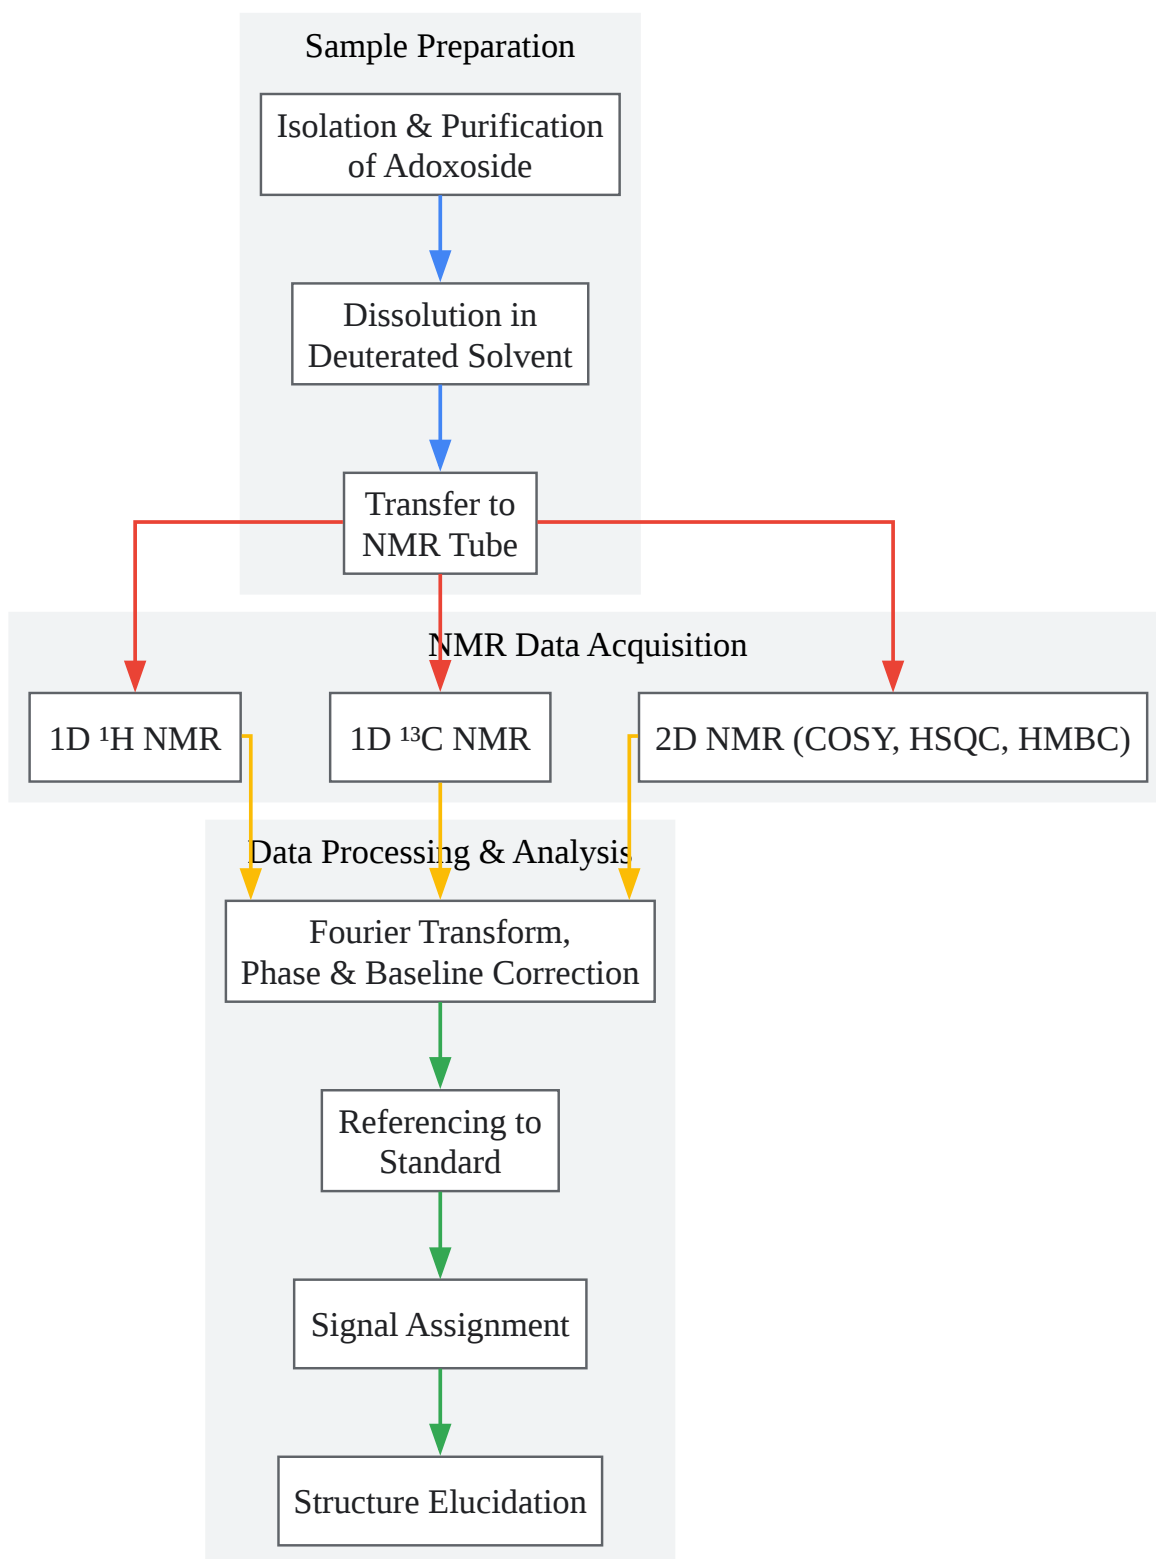 Sample Preparation
Isolation & Purification
of Adoxoside
Dissolution in
Deuterated Solvent
Transfer to
NMR Tube
NMR Data Acquisition
1D ¹H NMR
1D ¹³C NMR
2D NMR (COSY, HSQC, HMBC)
Data Processing & Analysis
Fourier Transform,
Phase & Baseline Correction
Referencing to
Standard
Signal Assignment
Structure Elucidation